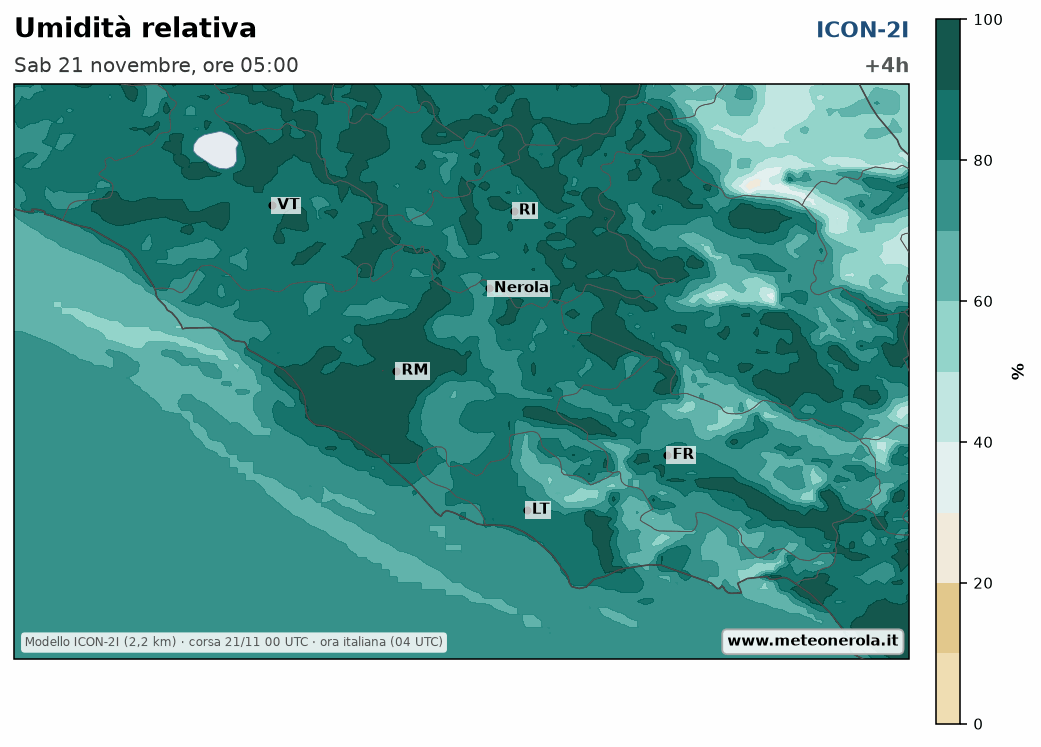 Umidità relativa
ICON-2I
Sab 21 novembre, ore 05:00
+4h
100
80
60
40
20
0
%
VT
RI
Nerola
RM
FR
LT
Modello ICON-2I (2,2 km) · corsa 21/11 00 UTC · ora italiana (04 UTC)
www.meteonerola.it